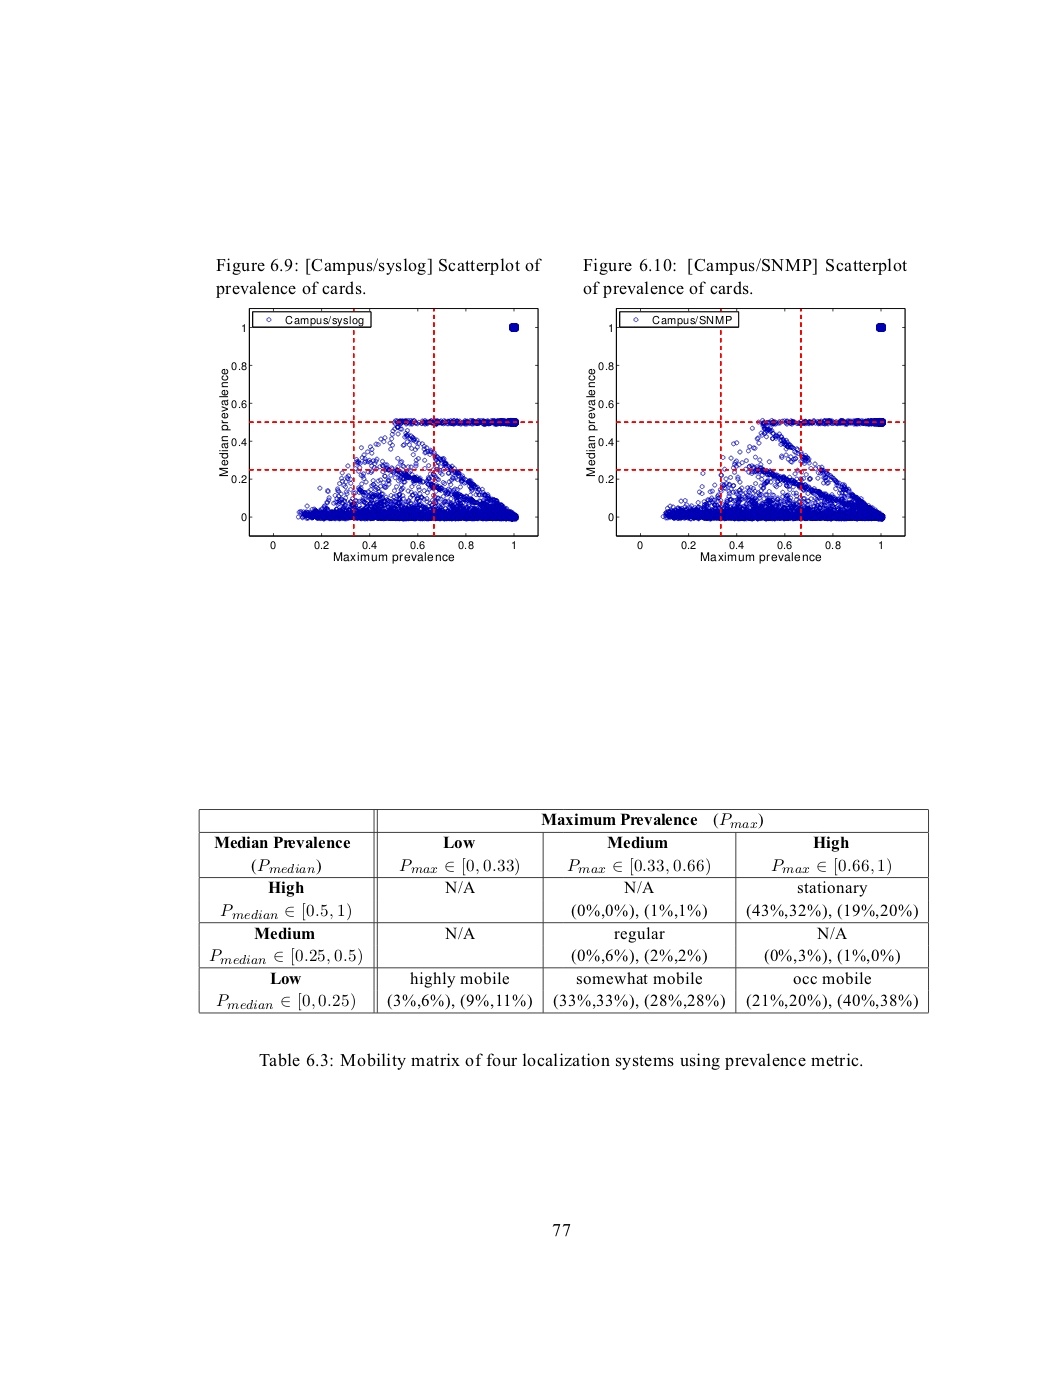 Figure 6.9: [Campus/syslog] Scatterplot of
prevalence of cards.
Campus/syslog
1
0.8
0.6
0.4
0.2
0
Median prevalence
0 0.2 0.4 0.6 0.8 1
Maximum prevalence
Figure 6.10: [Campus/SNMP] Scatterplot
of prevalence of cards.
Campus/SNMP
1
0.8
0.6
0.4
0.2
0
Median prevalence
0 0.2 0.4 0.6 0.8 1
Maximum prevalence
Maximum Prevalence (P_max)
Median Prevalence Low Medium High
(P_median) P_max ∈ [0, 0.33) P_max ∈ [0.33, 0.66) P_max ∈ [0.66, 1)
High N/A N/A stationary
P_median ∈ [0.5, 1) (0%,0%), (1%,1%) (43%,32%), (19%,20%)
Medium N/A regular N/A
P_median ∈ [0.25, 0.5) (0%,6%), (2%,2%) (0%,3%), (1%,0%)
Low highly mobile somewhat mobile occ mobile
P_median ∈ [0, 0.25) (3%,6%), (9%,11%) (33%,33%), (28%,28%) (21%,20%), (40%,38%)
Table 6.3: Mobility matrix of four localization systems using prevalence metric.
77